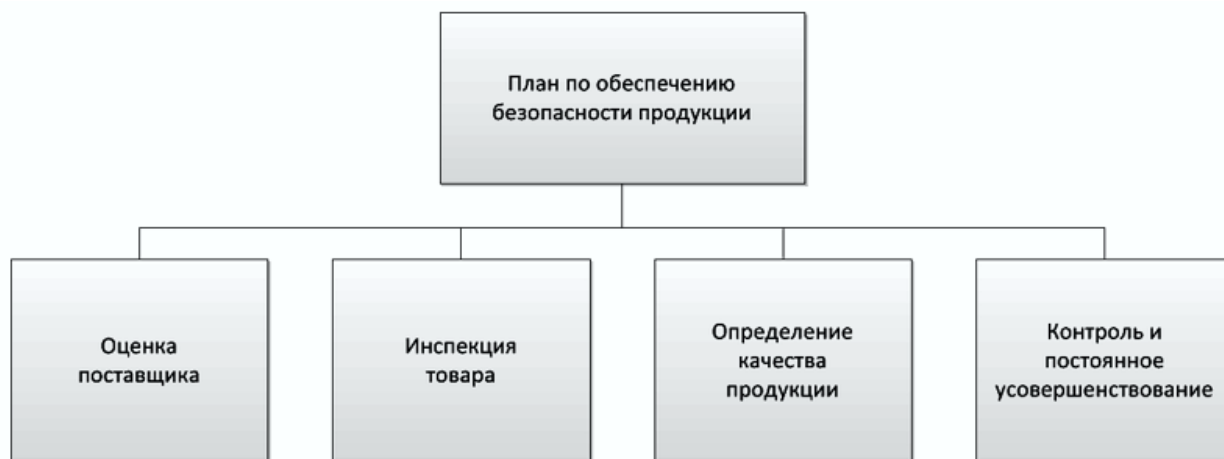 План по обеспечению
безопасности продукции
Оценка
поставщика
Инспекция
товара
Определение
качества
продукции
Контроль и
постоянное
усовершенствование